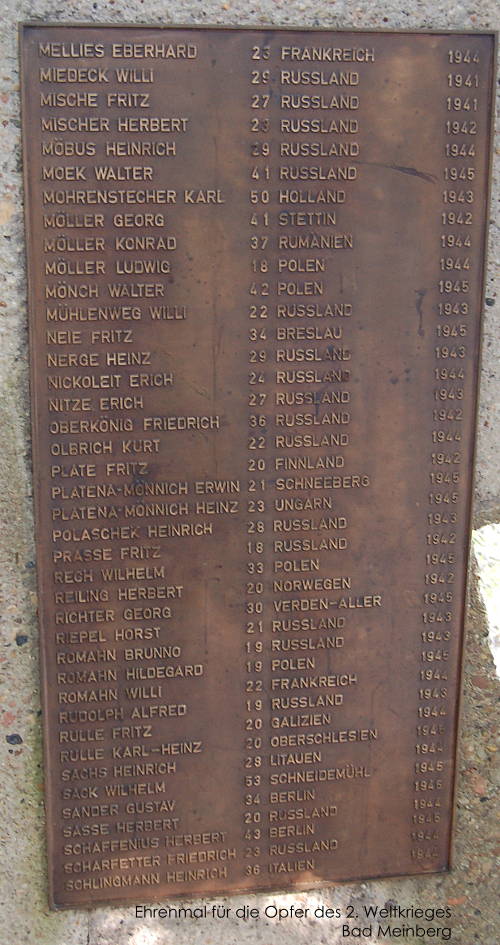 MELLIES EBERHARD 23 FRANKREICH 1944
MIEDECK WILLI 29 RUSSLAND 1941
MISCHE FRITZ 27 RUSSLAND 1941
MISCHER HERBERT 23 RUSSLAND 1942
MÖBUS HEINRICH 29 RUSSLAND 1944
MOEK WALTER 41 RUSSLAND 1945
MOHRENSTECHER KARL 50 HOLLAND 1943
MÖLLER GEORG 41 STETTIN 1942
MÖLLER KONRAD 37 RUMÄNIEN 1944
MÖLLER LUDWIG 18 POLEN 1944
MÖNCH WALTER 42 POLEN 1945
MÜHLENWEG WILLI 22 RUSSLAND 1943
NEIE FRITZ 34 BRESLAU 1945
NERGE HEINZ 29 RUSSLAND 1943
NICKOLEIT ERICH 24 RUSSLAND 1944
NITZE ERICH 27 RUSSLAND 1943
OBERKÖNIG FRIEDRICH 36 RUSSLAND 1942
OLBRICH KURT 22 RUSSLAND 1944
PLATE FRITZ 20 FINNLAND 1942
PLATENA-MÖNNICH ERWIN 21 SCHNEEBERG 1945
PLATENA-MÖNNICH HEINZ 23 UNGARN 1945
POLASCHEK HEINRICH 28 RUSSLAND 1943
PRASSE FRITZ 18 RUSSLAND 1942
RECH WILHELM 33 POLEN 1945
REILING HERBERT 20 NORWEGEN 1942
RICHTER GEORG 30 VERDEN-ALLER 1945
RIEPEL HORST 21 RUSSLAND 1943
ROMAHN BRUNNO 19 RUSSLAND 1943
ROMAHN HILDEGARD 19 POLEN 1945
ROMAHN WILLI 22 FRANKREICH 1944
RUDOLPH ALFRED 19 RUSSLAND 1943
RULLE FRITZ 20 GALIZIEN 1944
RULLE KARL-HEINZ 20 OBERSCHLESIEN 1945
SACHS HEINRICH 28 LITAUEN 1944
SACK WILHELM 53 SCHNEIDEMÜHL 1945
SANDER GUSTAV 34 BERLIN 1945
SASSE HERBERT 20 RUSSLAND 1944
SCHAFFENIUS HERBERT 43 BERLIN 1945
SCHARFETTER FRIEDRICH 23 RUSSLAND 1944
SCHLINGMANN HEINRICH 36 ITALIEN
Ehrenmal für die Opfer des 2. Weltkrieges
Bad Meinberg